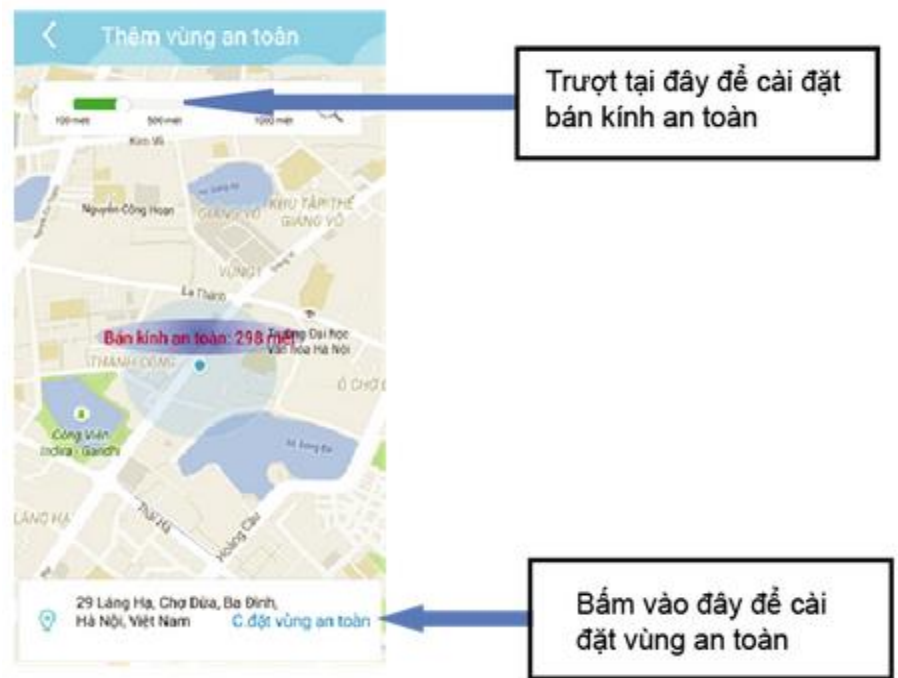 Thêm vùng an toàn
Trượt tại đây để cài đặt
bán kính an toàn
100 mét
500 mét
1000 mét
Kim Mã
Nguyễn Công Hoan
GIẢNG VÕ
KHU TẬP THỂ
GIẢNG VÕ
VÙNG I
La Thành
Bán kính an toàn: 298 mét
Trường Đại học
Văn hóa Hà Nội
THÀNH CÔNG
Ô CHỢ
Công Viên
Indira - Gandhi
LÁNG HẠ
Thái Hà
Hoàng Cầu
29 Láng Hạ, Chợ Dừa, Ba Đình,
Hà Nội, Việt Nam
C.đặt vùng an toàn
Bấm vào đây để cài
đặt vùng an toàn